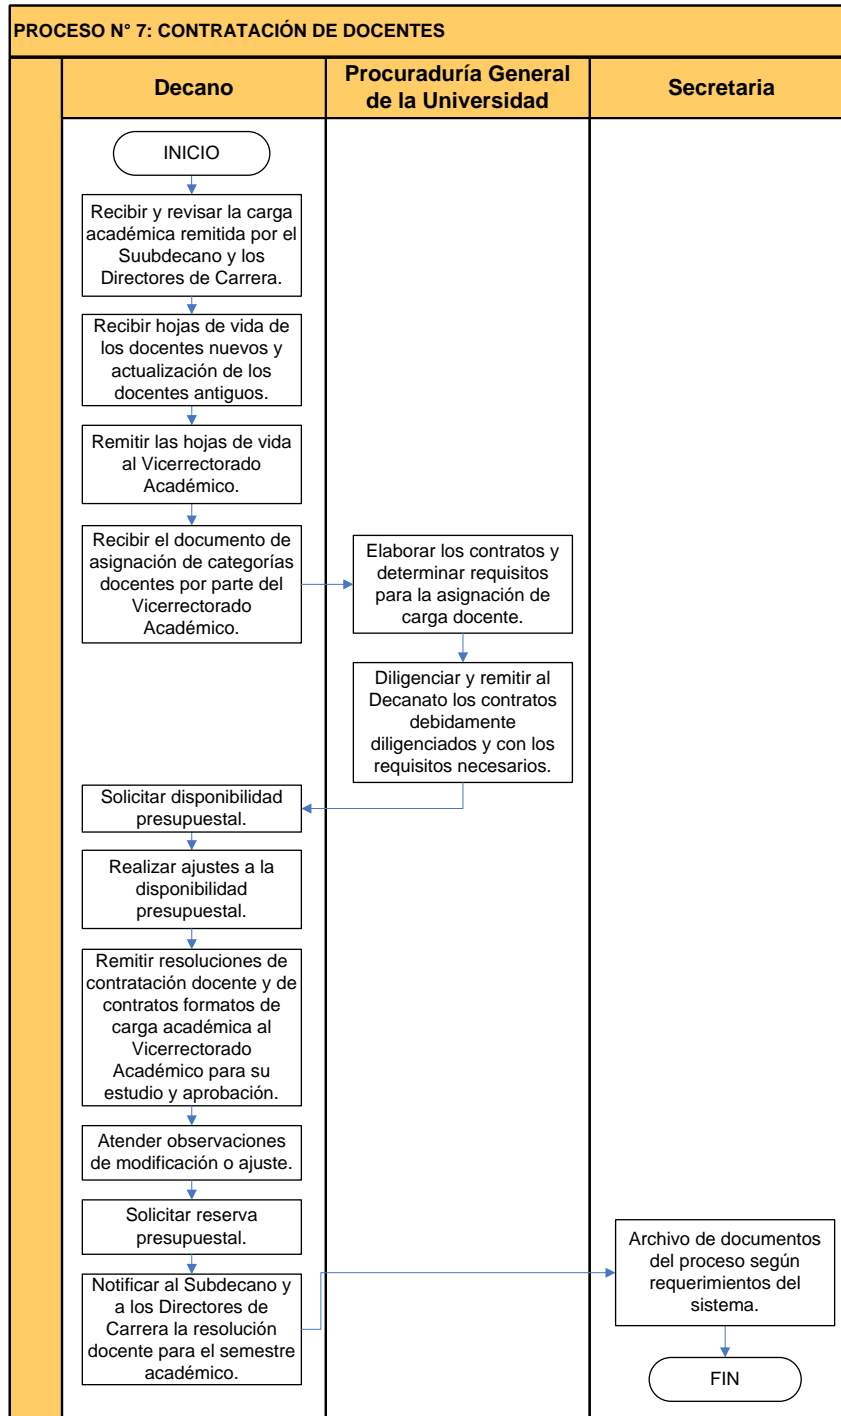 PROCESO N° 7: CONTRATACIÓN DE DOCENTES
Decano
Procuraduría General
de la Universidad
Secretaria
INICIO
Recibir y revisar la carga
académica remitida por el
Suubdecano y los
Directores de Carrera.
Recibir hojas de vida de
los docentes nuevos y
actualización de los
docentes antiguos.
Remitir las hojas de vida
al Vicerrectorado
Académico.
Recibir el documento de
asignación de categorías
docentes por parte del
Vicerrectorado
Académico.
Elaborar los contratos y
determinar requisitos
para la asignación de
carga docente.
Diligenciar y remitir al
Decanato los contratos
debidamente
diligenciados y con los
requisitos necesarios.
Solicitar disponibilidad
presupuestal.
Realizar ajustes a la
disponibilidad
presupuestal.
Remitir resoluciones de
contratación docente y de
contratos formatos de
carga académica al
Vicerrectorado
Académico para su
estudio y aprobación.
Atender observaciones
de modificación o ajuste.
Solicitar reserva
presupuestal.
Notificar al Subdecano y
a los Directores de
Carrera la resolución
docente para el semestre
académico.
Archivo de documentos
del proceso según
requerimientos del
sistema.
FIN